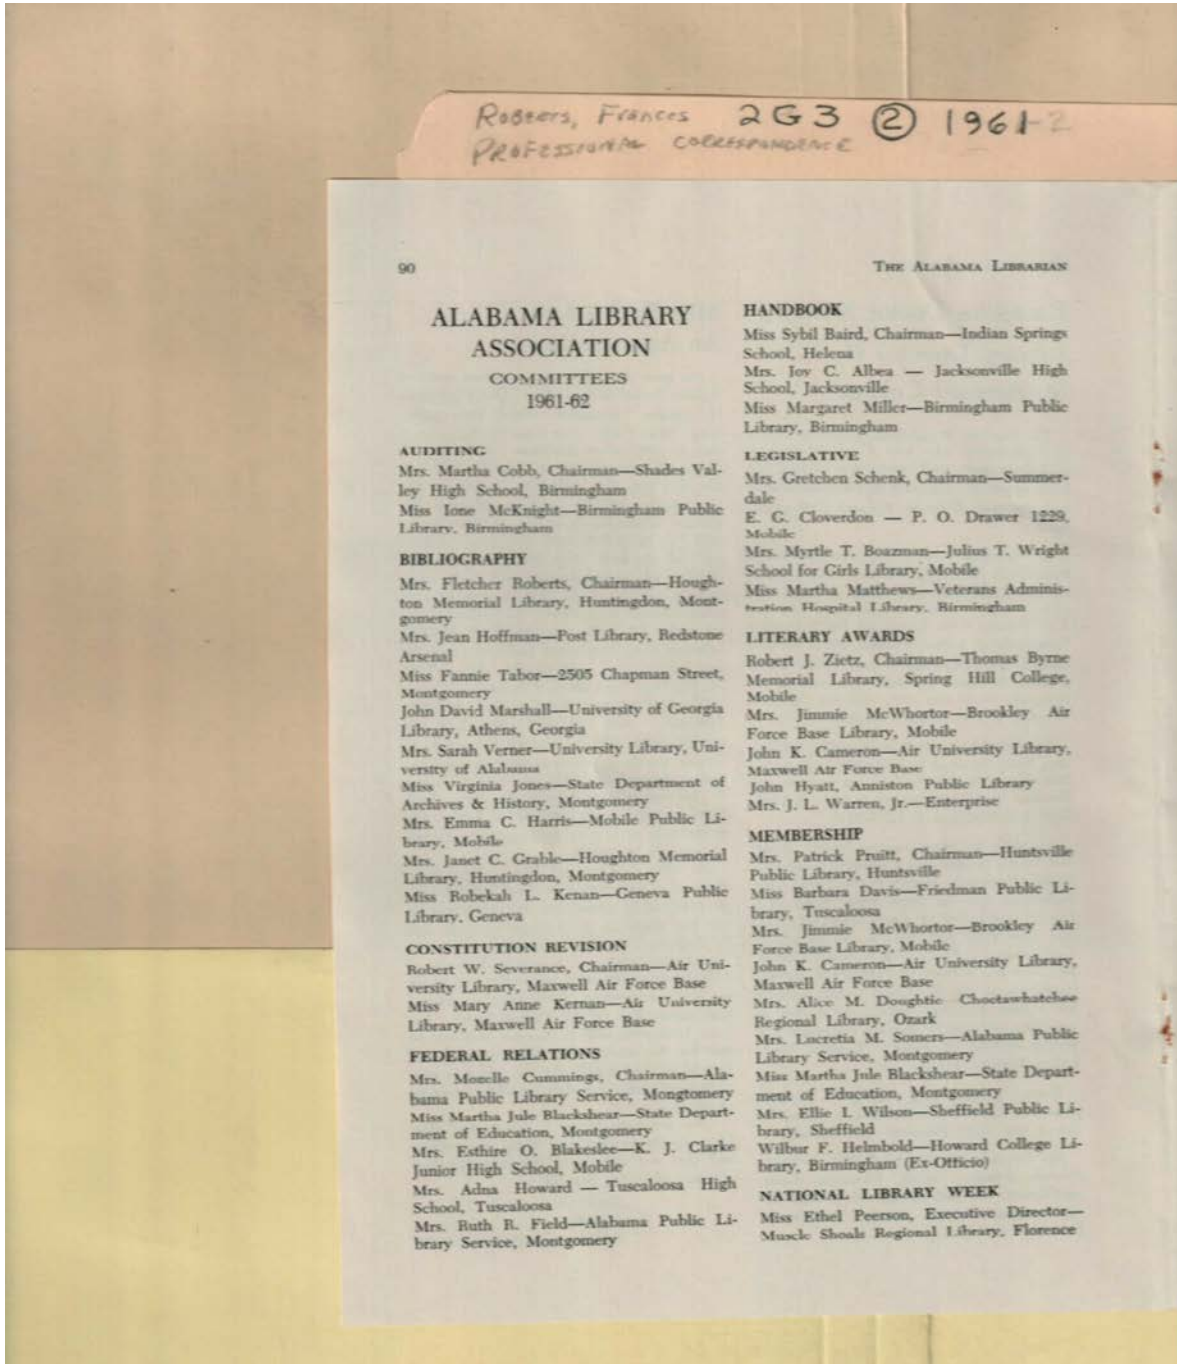 Roberts, Frances 2G3 ② 1961-2
PROFESSIONAL CORRESPONDENCE
90
THE ALABAMA LIBRARIAN
ALABAMA LIBRARY
ASSOCIATION
COMMITTEES
1961-62
AUDITING
Mrs. Martha Cobb, Chairman—Shades Val-
ley High School, Birmingham
Miss Ione McKnight—Birmingham Public
Library, Birmingham
BIBLIOGRAPHY
Mrs. Fletcher Roberts, Chairman—Hough-
ton Memorial Library, Huntingdon, Mont-
gomery
Mrs. Jean Hoffman—Post Library, Redstone
Arsenal
Miss Fannie Tabor—2505 Chapman Street,
Montgomery
John David Marshall—University of Georgia
Library, Athens, Georgia
Mrs. Sarah Verner—University Library, Uni-
versity of Alabama
Miss Virginia Jones—State Department of
Archives & History, Montgomery
Mrs. Emma C. Harris—Mobile Public Li-
brary, Mobile
Mrs. Janet C. Grable—Houghton Memorial
Library, Huntingdon, Montgomery
Miss Robekah L. Kenan—Geneva Public
Library, Geneva
CONSTITUTION REVISION
Robert W. Severance, Chairman—Air Uni-
versity Library, Maxwell Air Force Base
Miss Mary Anne Kernan—Air University
Library, Maxwell Air Force Base
FEDERAL RELATIONS
Mrs. Mozelle Cummings, Chairman—Ala-
bama Public Library Service, Mongtomery
Miss Martha Jule Blackshear—State Depart-
ment of Education, Montgomery
Mrs. Esthire O. Blakeslee—K. J. Clarke
Junior High School, Mobile
Mrs. Adna Howard — Tuscaloosa High
School, Tuscaloosa
Mrs. Ruth R. Field—Alabama Public Li-
brary Service, Montgomery
HANDBOOK
Miss Sybil Baird, Chairman—Indian Springs
School, Helena
Mrs. Joy C. Albea — Jacksonville High
School, Jacksonville
Miss Margaret Miller—Birmingham Public
Library, Birmingham
LEGISLATIVE
Mrs. Gretchen Schenk, Chairman—Summer-
dale
E. G. Cloverdon — P. O. Drawer 1229,
Mobile
Mrs. Myrtle T. Boazman—Julius T. Wright
School for Girls Library, Mobile
Miss Martha Matthews—Veterans Adminis-
tration Hospital Library, Birmingham
LITERARY AWARDS
Robert J. Zietz, Chairman—Thomas Byrne
Memorial Library, Spring Hill College,
Mobile
Mrs. Jimmie McWhortor—Brookley Air
Force Base Library, Mobile
John K. Cameron—Air University Library,
Maxwell Air Force Base
John Hyatt, Anniston Public Library
Mrs. J. L. Warren, Jr.—Enterprise
MEMBERSHIP
Mrs. Patrick Pruitt, Chairman—Huntsville
Public Library, Huntsville
Miss Barbara Davis—Friedman Public Li-
brary, Tuscaloosa
Mrs. Jimmie McWhortor—Brookley Air
Force Base Library, Mobile
John K. Cameron—Air University Library,
Maxwell Air Force Base
Mrs. Alice M. Doughtie Choctawhatchee
Regional Library, Ozark
Mrs. Lucretia M. Somers—Alabama Public
Library Service, Montgomery
Miss Martha Jule Blackshear—State Depart-
ment of Education, Montgomery
Mrs. Ellie I. Wilson—Sheffield Public Li-
brary, Sheffield
Wilbur F. Helmbold—Howard College Li-
brary, Birmingham (Ex-Officio)
NATIONAL LIBRARY WEEK
Miss Ethel Peerson, Executive Director—
Muscle Shoals Regional Library, Florence